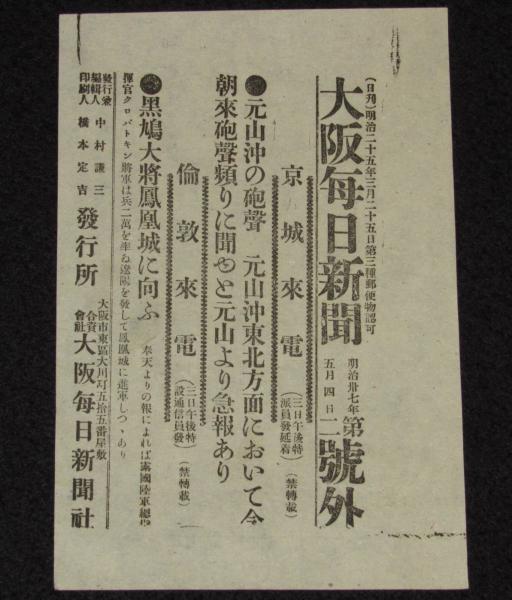 (日刊)明治二十五年三月二十五日第三種郵便物認可
大阪每日新聞
明治卅七年
五月四日
第二號外
京城來電
(三日午後特
派員發延着)
(禁轉載)
●元山沖の砲聲 元山沖東北方面において今
朝來砲聲頻りに聞ゆと元山より急報あり
倫敦來電
(三日午後特
設通信員發)
(禁轉載)
●黑鳩大將鳳凰城に向ふ 奉天よりの報によれば露國陸軍總指
揮官クロパトキン將軍は兵二萬を率ゐ遼陽を發して鳳凰城に進軍しつゝあり
發行兼
編輯人 中村謙三
印刷人 橋本定吉
發行所
大阪市東區大川町五拾五番屋敷
合資
會社
大阪每日新聞社